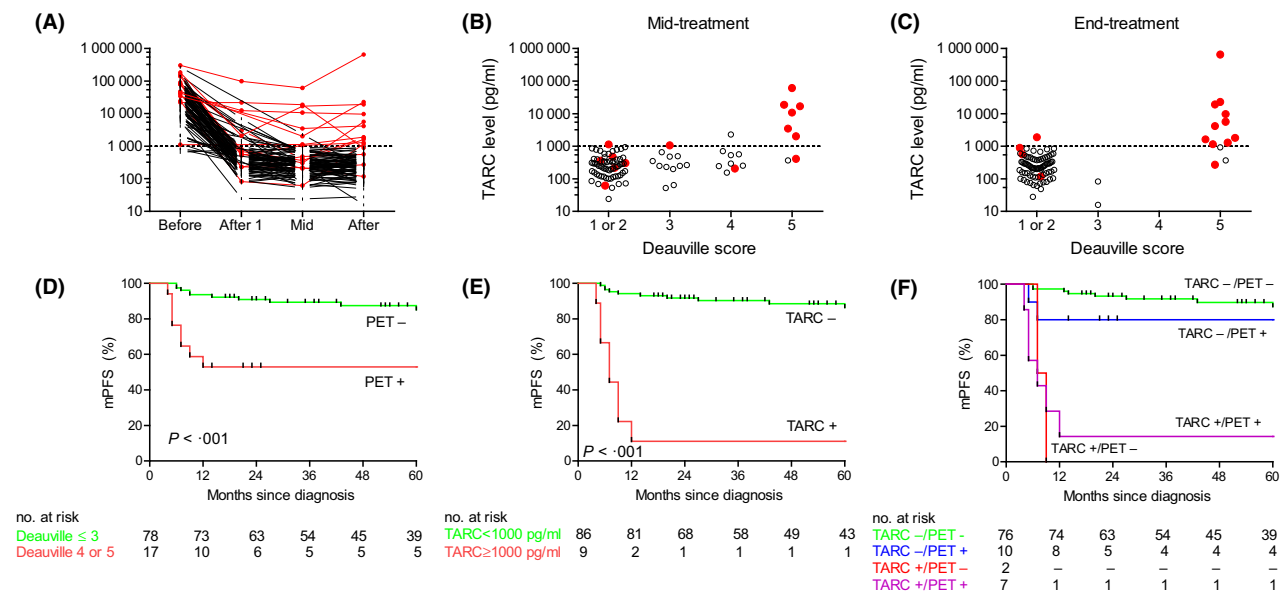 (A)
1 000 000
100 000
10 000
1 000
100
10
Before After 1 Mid After
(B)
Mid-treatment
TARC level (pg/ml)
1 000 000
100 000
10 000
1 000
100
10
1 or 2 3 4 5
Deauville score
(C)
End-treatment
TARC level (pg/ml)
1 000 000
100 000
10 000
1 000
100
10
1 or 2 3 4 5
Deauville score
(D)
mPFS (%)
100
80
60
40
20
0
PET –
PET +
P < ·001
0 12 24 36 48 60
Months since diagnosis
no. at risk
Deauville ≤ 3 78 73 63 54 45 39
Deauville 4 or 5 17 10 6 5 5 5
(E)
mPFS (%)
100
80
60
40
20
0
TARC –
TARC +
P < ·001
0 12 24 36 48 60
Months since diagnosis
no. at risk
TARC<1000 pg/ml 86 81 68 58 49 43
TARC≥1000 pg/ml 9 2 1 1 1 1
(F)
mPFS (%)
100
80
60
40
20
0
TARC –/PET –
TARC –/PET +
TARC +/PET +
TARC +/PET –
0 12 24 36 48 60
Months since diagnosis
no. at risk
TARC –/PET - 76 74 63 54 45 39
TARC –/PET + 10 8 5 4 4 4
TARC +/PET – 2 – – – – –
TARC +/PET + 7 1 1 1 1 1